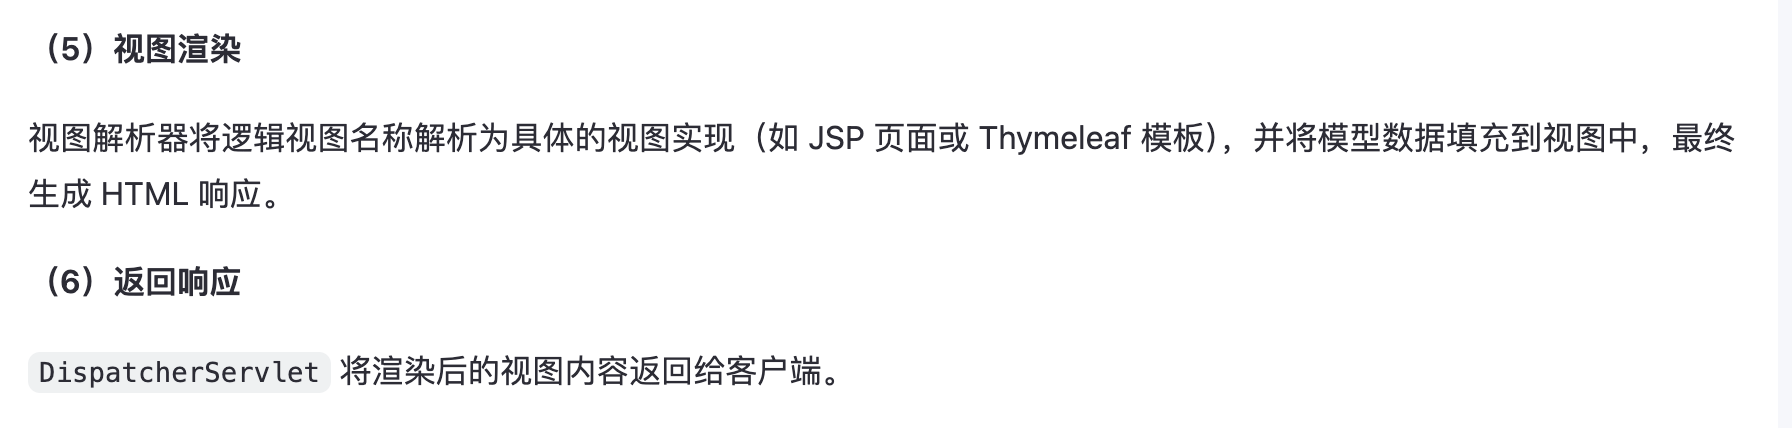 （5）视图渲染
视图解析器将逻辑视图名称解析为具体的视图实现（如 JSP 页面或 Thymeleaf 模板），并将模型数据填充到视图中，最终
生成 HTML 响应。
（6）返回响应
DispatcherServlet 将渲染后的视图内容返回给客户端。